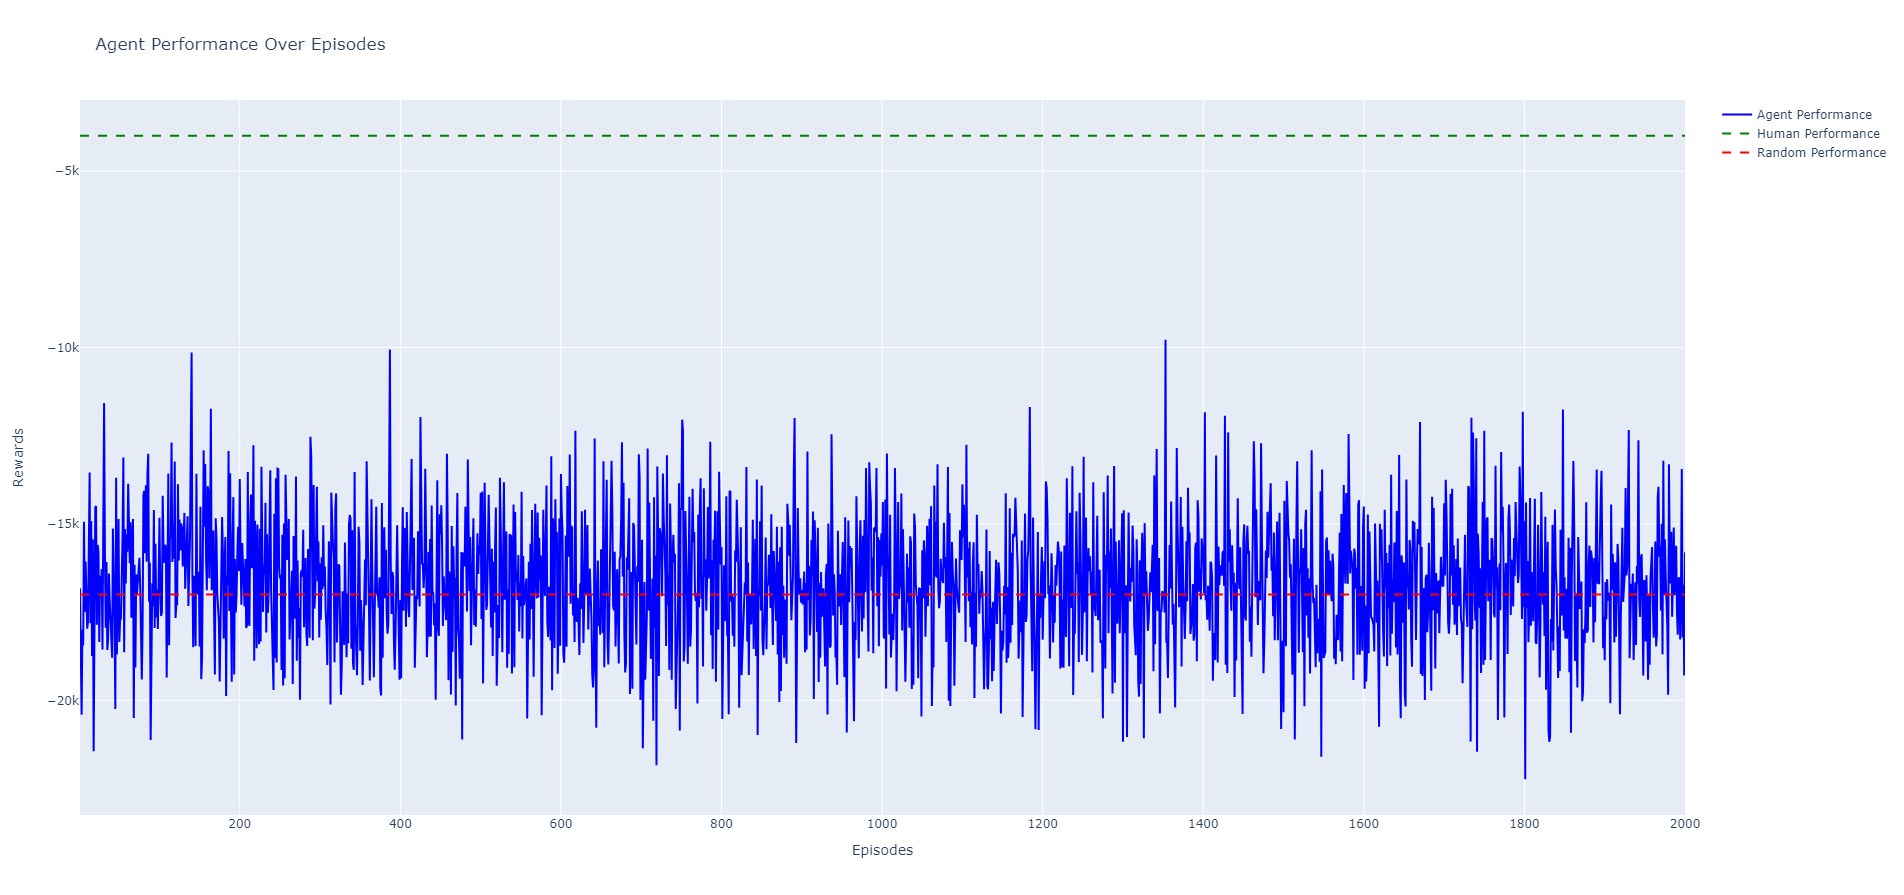 Agent Performance Over Episodes
Agent Performance
Human Performance
Random Performance
−5k
−10k
−15k
−20k
Rewards
200
400
600
800
1000
1200
1400
1600
1800
2000
Episodes